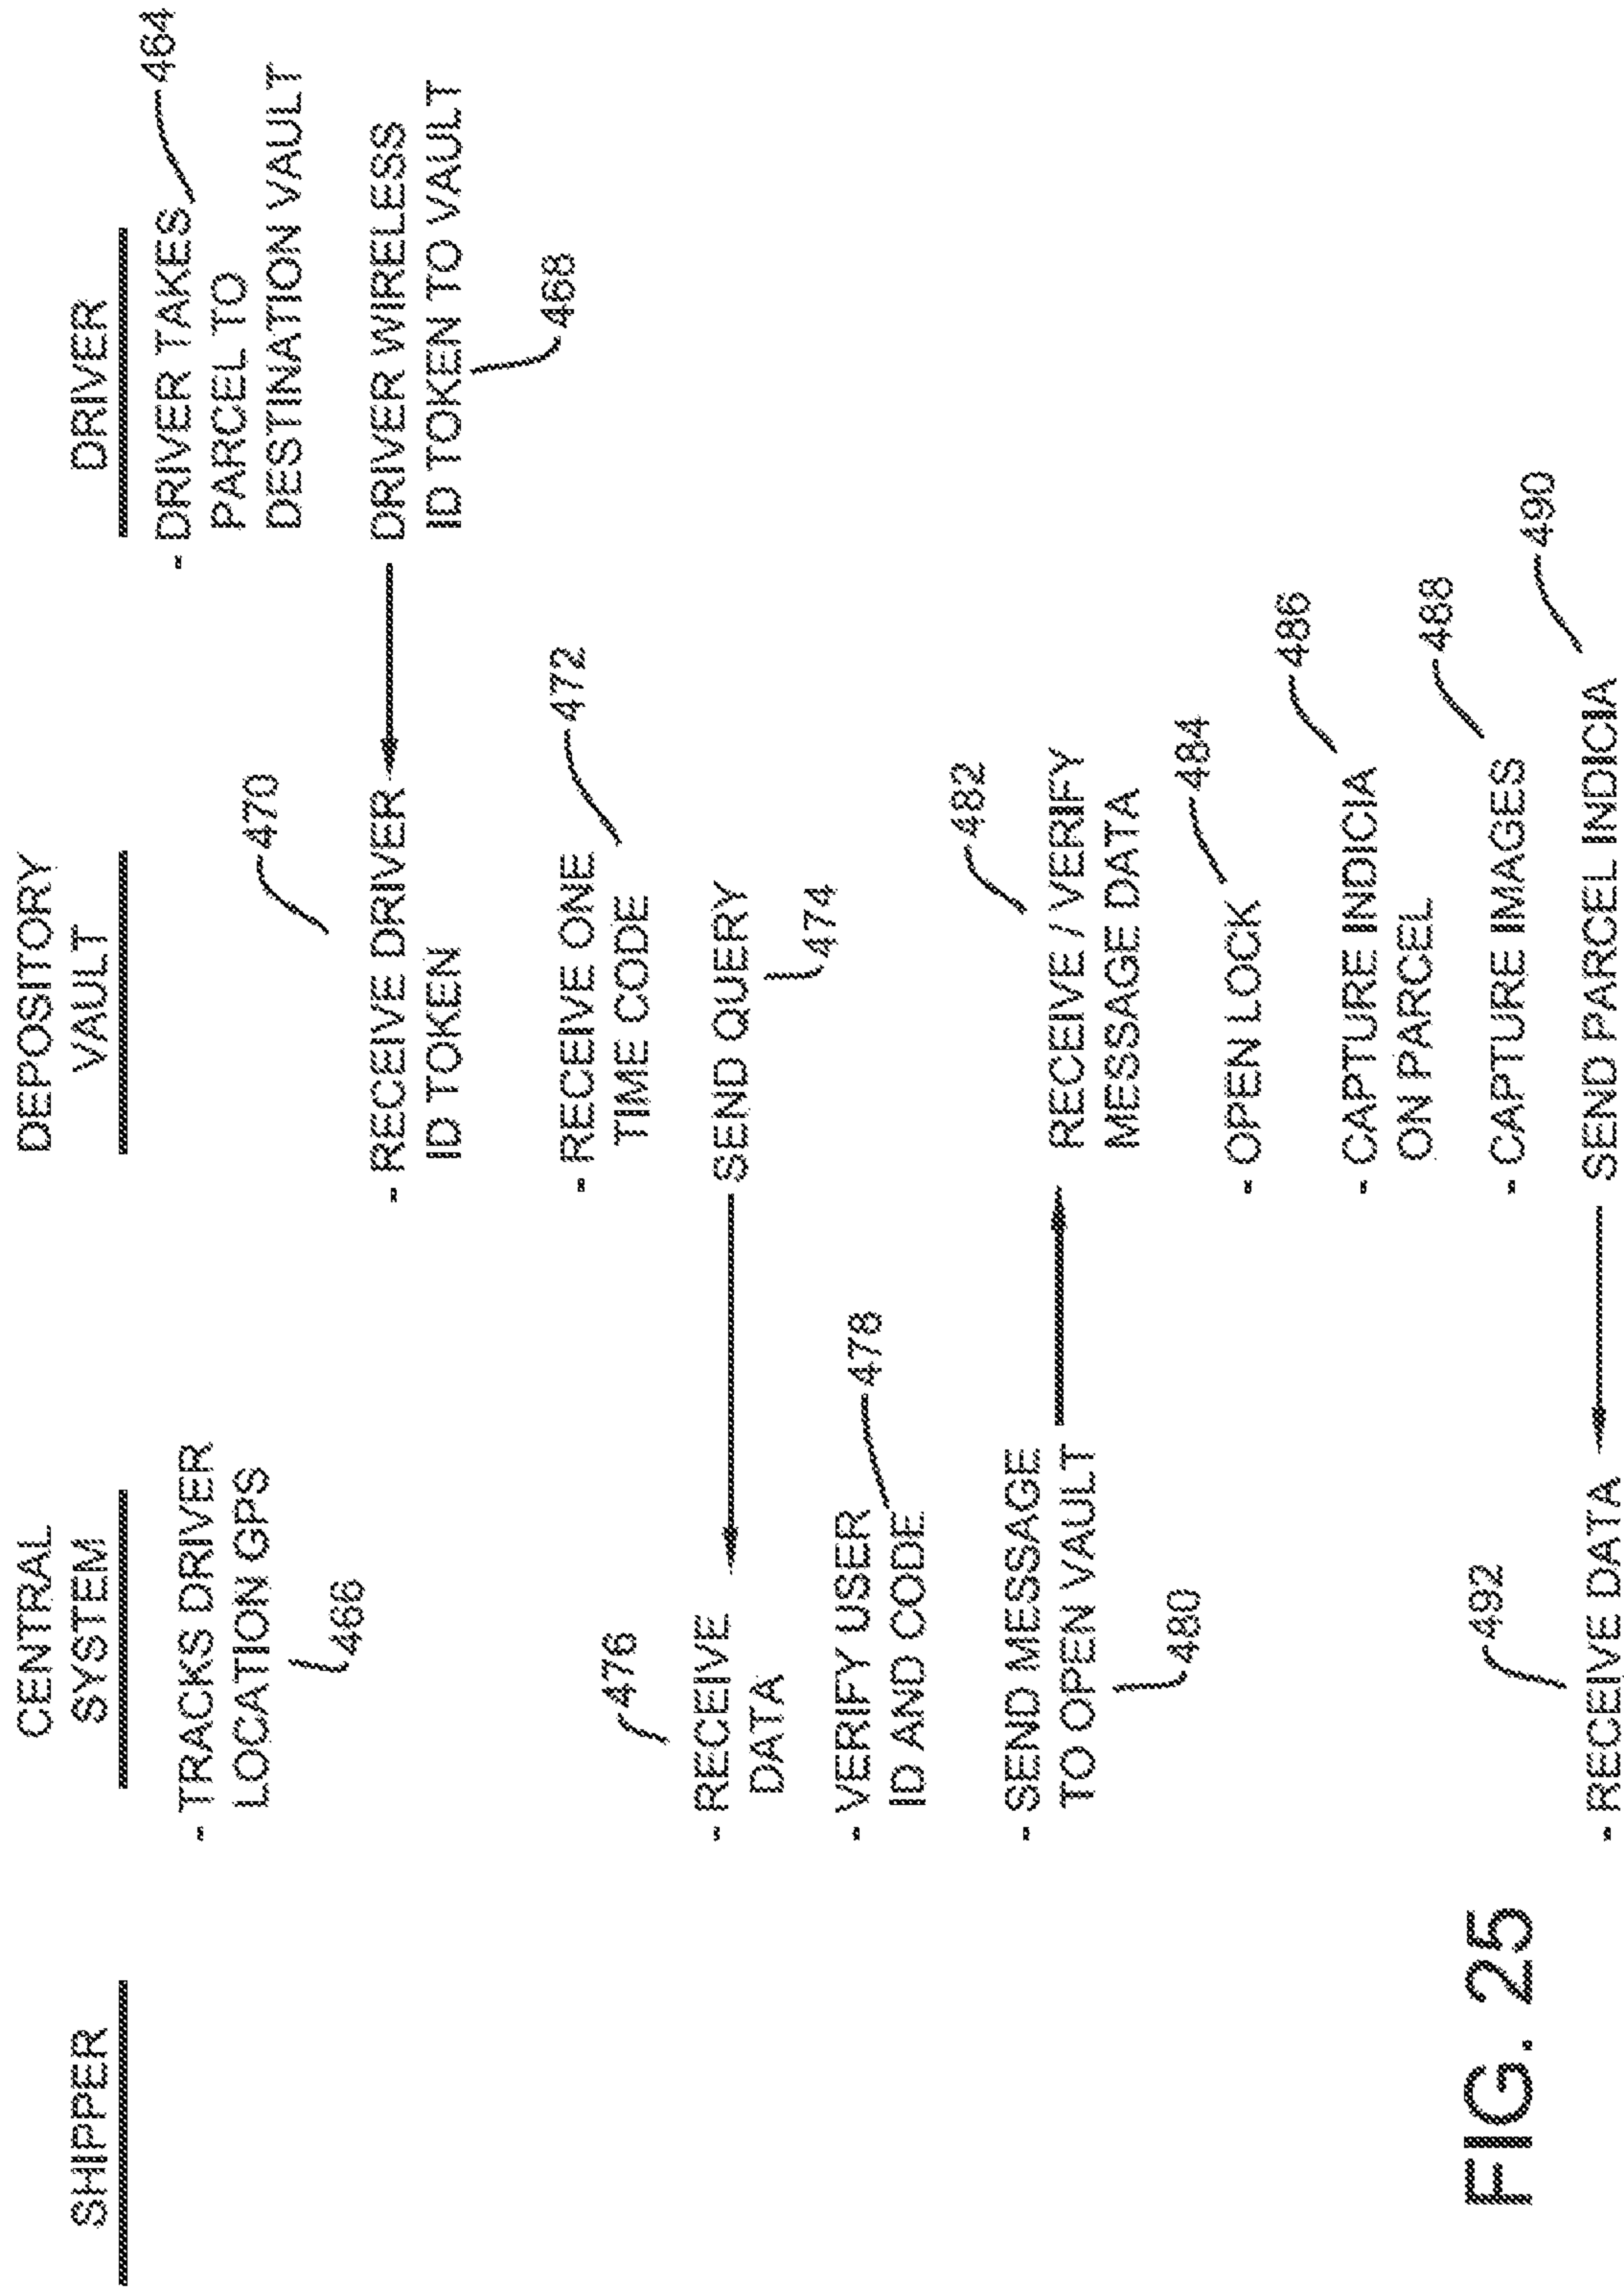 SHIPPER
CENTRAL
SYSTEM
DEPOSITORY
VAULT
DRIVER
- TRACKS DRIVER
LOCATION GPS
466
- DRIVER TAKES
PARCEL TO
DESTINATION VAULT
464
DRIVER WIRELESS
ID TOKEN TO VAULT
468
470
- RECEIVE DRIVER
ID TOKEN
- RECEIVE ONE
TIME CODE
472
SEND QUERY
474
476
- RECEIVE
DATA
- VERIFY USER
ID AND CODE
478
- SEND MESSAGE
TO OPEN VAULT
480
482
RECEIVE / VERIFY
MESSAGE DATA
- OPEN LOCK
484
- CAPTURE INDICIA
ON PARCEL
486
- CAPTURE IMAGES
488
SEND PARCEL INDICIA
490
492
- RECEIVE DATA
FIG. 25